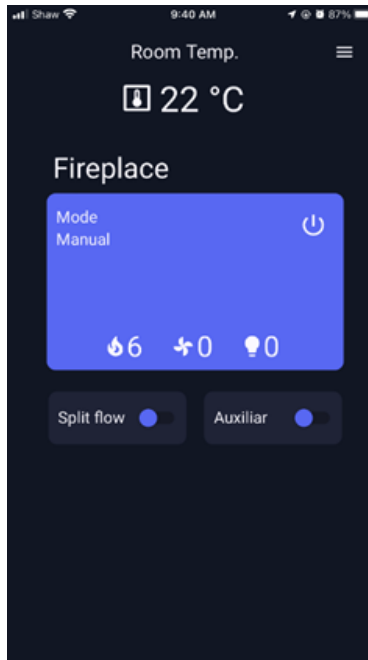 Shaw 9:40 AM 87%
Room Temp.
22 °C
Fireplace
Mode
Manual
6 0 0
Split flow Auxiliar